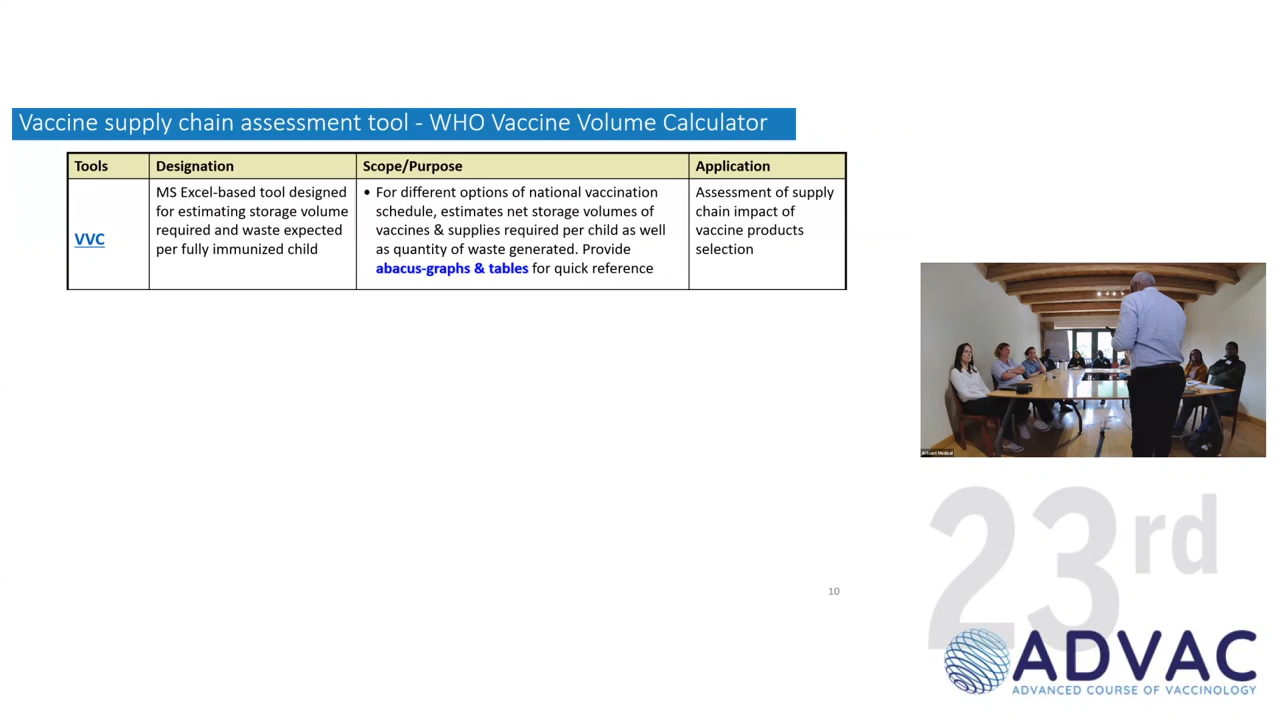 Vaccine supply chain assessment tool - WHO Vaccine Volume Calculator
Tools
Designation
Scope/Purpose
Application
VVC
MS Excel-based tool designed
for estimating storage volume
required and waste expected
per fully immunized child
• For different options of national vaccination
schedule, estimates net storage volumes of
vaccines & supplies required per child as well
as quantity of waste generated. Provide
abacus-graphs & tables for quick reference
Assessment of supply
chain impact of
vaccine products
selection
Artcast Medical
10
23rd
ADVAC
ADVANCED COURSE OF VACCINOLOGY